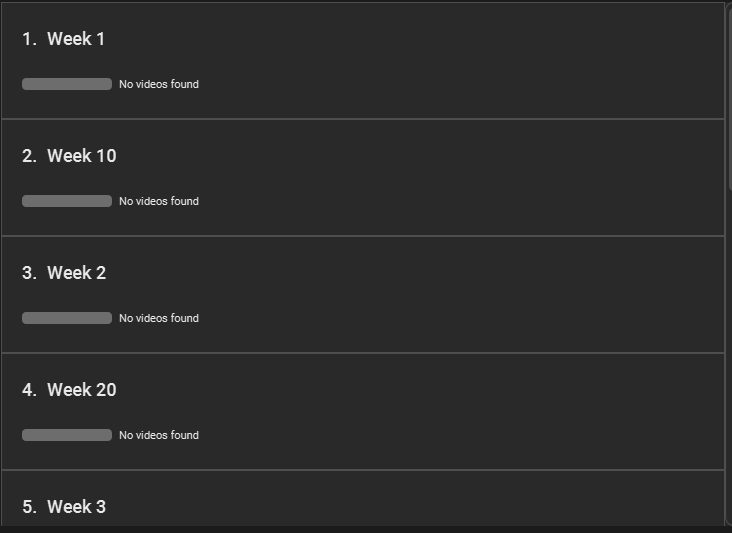 1. Week 1
No videos found
2. Week 10
No videos found
3. Week 2
No videos found
4. Week 20
No videos found
5. Week 3